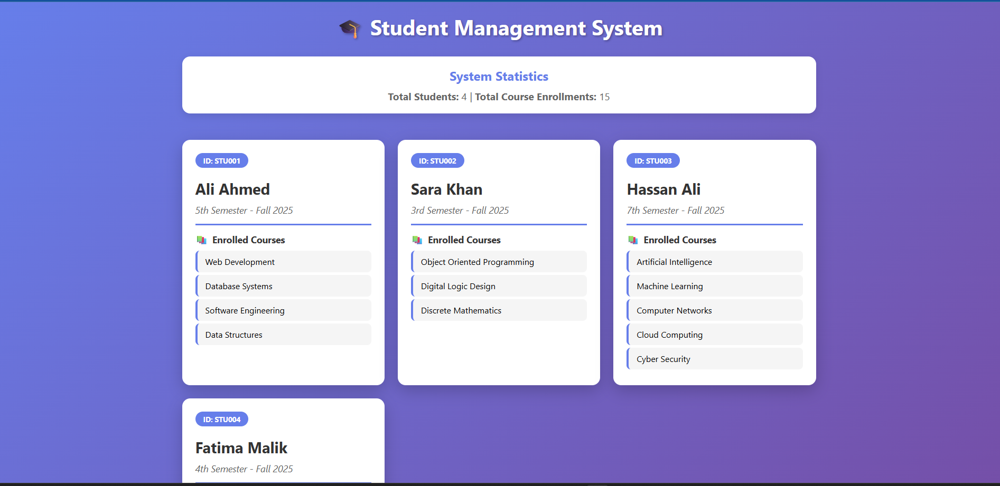 Student Management System
System Statistics
Total Students: 4 | Total Course Enrollments: 15
ID: STU001
Ali Ahmed
5th Semester - Fall 2025
Enrolled Courses
Web Development
Database Systems
Software Engineering
Data Structures
ID: STU002
Sara Khan
3rd Semester - Fall 2025
Enrolled Courses
Object Oriented Programming
Digital Logic Design
Discrete Mathematics
ID: STU003
Hassan Ali
7th Semester - Fall 2025
Enrolled Courses
Artificial Intelligence
Machine Learning
Computer Networks
Cloud Computing
Cyber Security
ID: STU004
Fatima Malik
4th Semester - Fall 2025